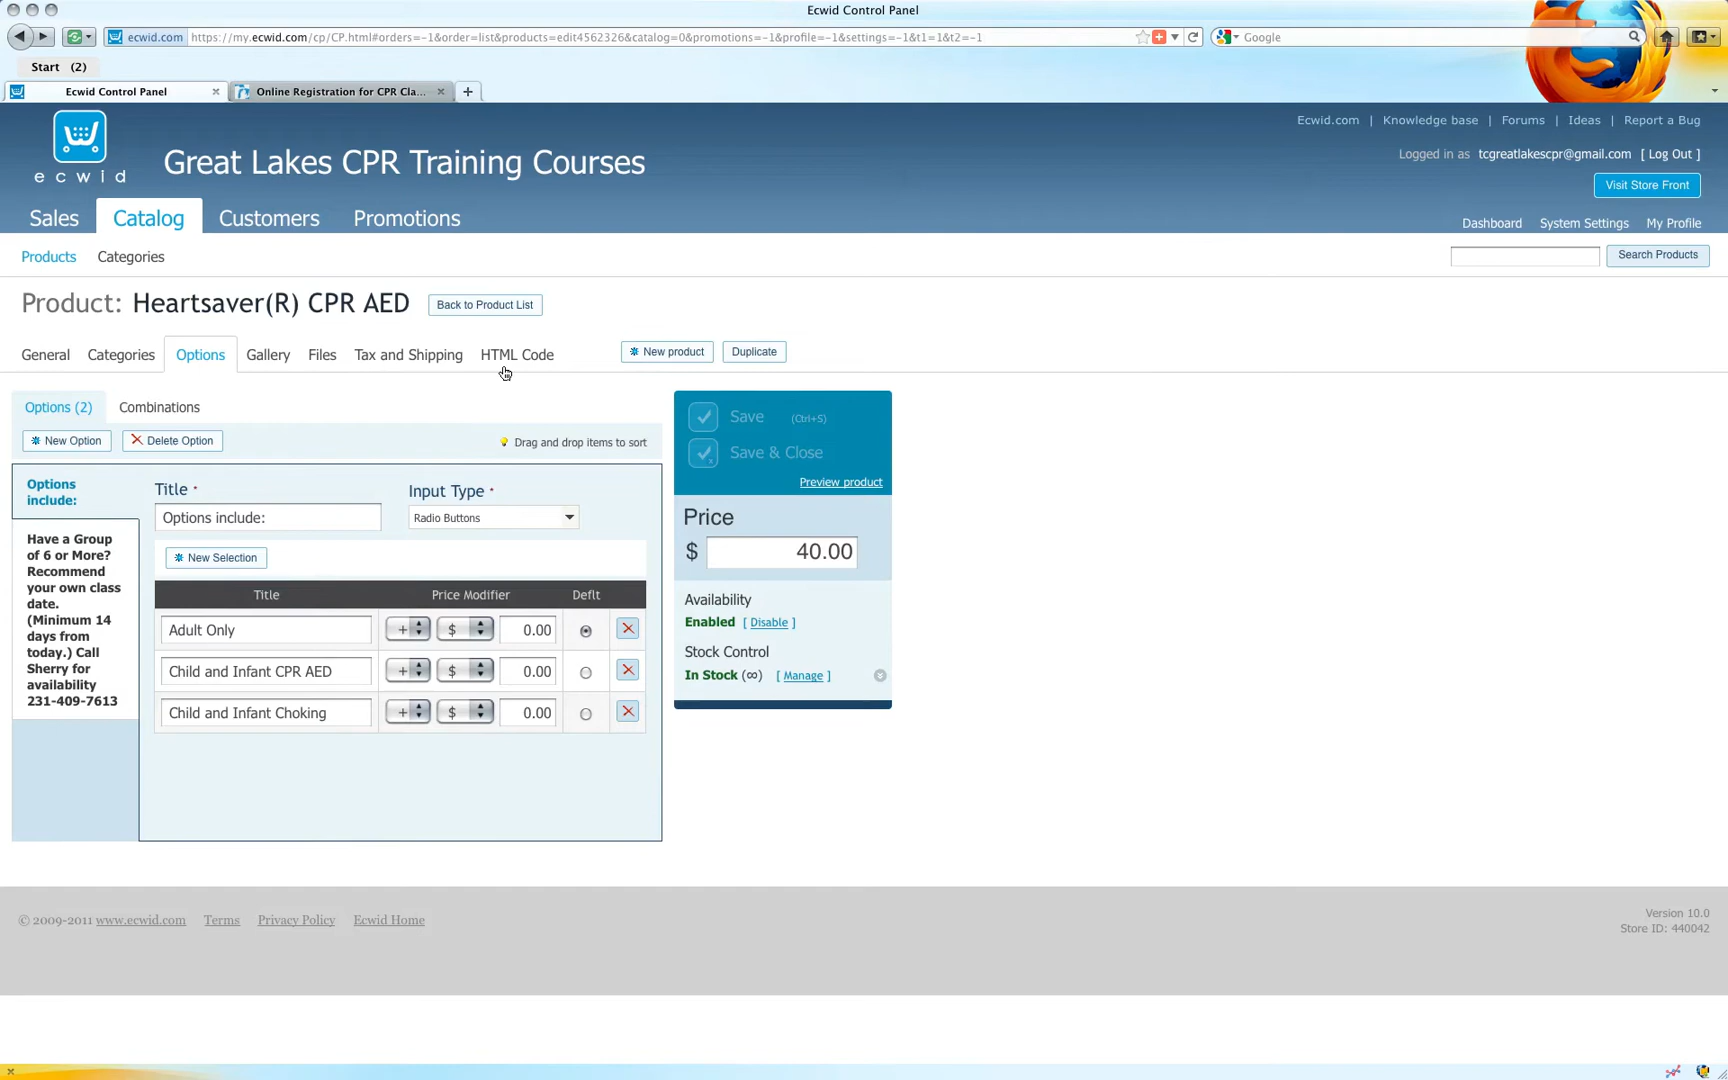 Ecwid Control Panel
ecwid.com https://my.ecwid.com/cp/CP.html#orders=-1&order=list&products=edit4562326&catalog=0&promotions=-1&profile=-1&settings=-1&t1=1&t2=-1
Google
Start (2)
Ecwid Control Panel
Online Registration for CPR Cla...
Ecwid.com | Knowledge base | Forums | Ideas | Report a Bug
ecwid
Great Lakes CPR Training Courses
Logged in as tcgreatlakescpr@gmail.com [ Log Out ]
Visit Store Front
Sales Catalog Customers Promotions
Dashboard System Settings My Profile
Products Categories
Search Products
Product: Heartsaver(R) CPR AED
Back to Product List
General Categories Options Gallery Files Tax and Shipping HTML Code
New product Duplicate
Options (2) Combinations
New Option Delete Option
Drag and drop items to sort
Options
include:
Have a Group
of 6 or More?
Recommend
your own class
date.
(Minimum 14
days from
today.) Call
Sherry for
availability
231-409-7613
Title *
Input Type *
Options include:
Radio Buttons
New Selection
Title Price Modifier Deflt
Adult Only + $ 0.00
Child and Infant CPR AED + $ 0.00
Child and Infant Choking + $ 0.00
Save (Ctrl+S)
Save & Close
Preview product
Price
$ 40.00
Availability
Enabled [ Disable ]
Stock Control
In Stock (∞) [ Manage ]
© 2009-2011 www.ecwid.com Terms Privacy Policy Ecwid Home
Version 10.0
Store ID: 440042